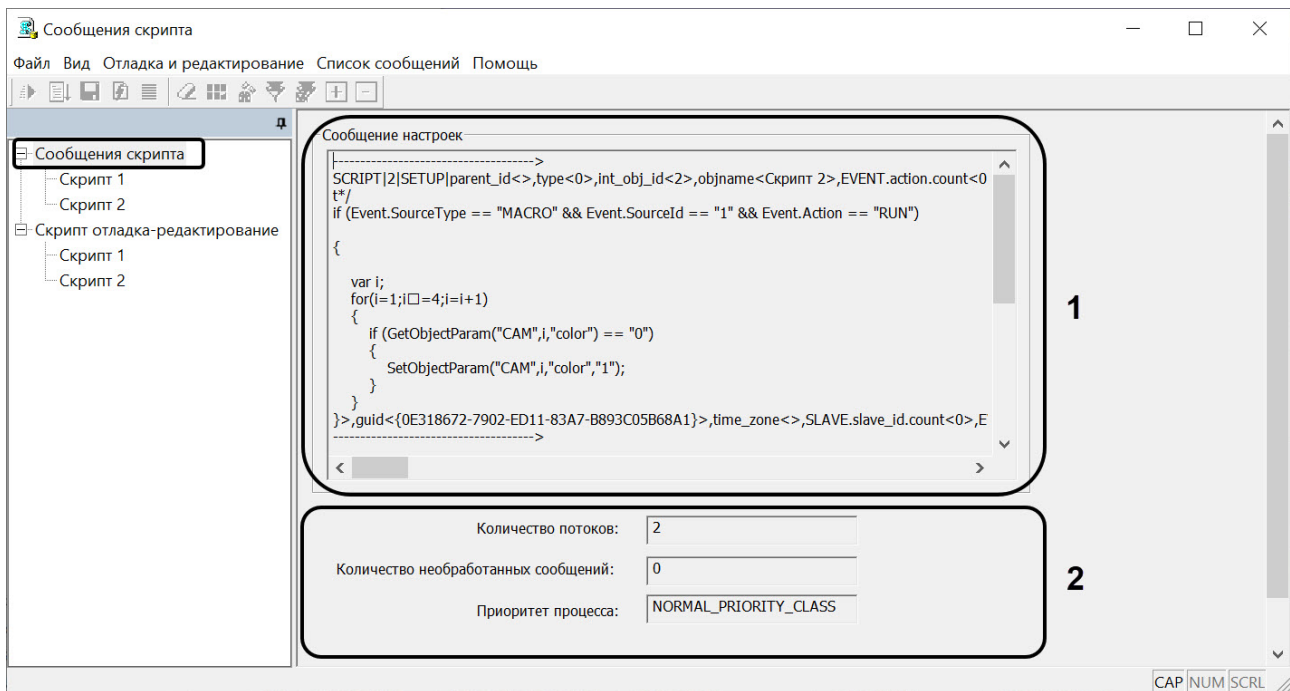 Сообщения скрипта
Файл Вид Отладка и редактирование Список сообщений Помощь
Сообщения скрипта
Скрипт 1
Скрипт 2
Скрипт отладка-редактирование
Скрипт 1
Скрипт 2
Сообщение настроек
------------------------------------->
SCRIPT|2|SETUP|parent_id<>,type<0>,int_obj_id<2>,objname<Скрипт 2>,EVENT.action.count<0
t*/
if (Event.SourceType == "MACRO" && Event.SourceId == "1" && Event.Action == "RUN")
{
var i;
for(i=1;i□=4;i=i+1)
{
if (GetObjectParam("CAM",i,"color") == "0")
{
SetObjectParam("CAM",i,"color","1");
}
}
}>,guid<{0E318672-7902-ED11-83A7-B893C05B68A1}>,time_zone<>,SLAVE.slave_id.count<0>,E
------------------------------------->
1
Количество потоков: 2
Количество необработанных сообщений: 0
Приоритет процесса: NORMAL_PRIORITY_CLASS
2
CAP NUM SCRL